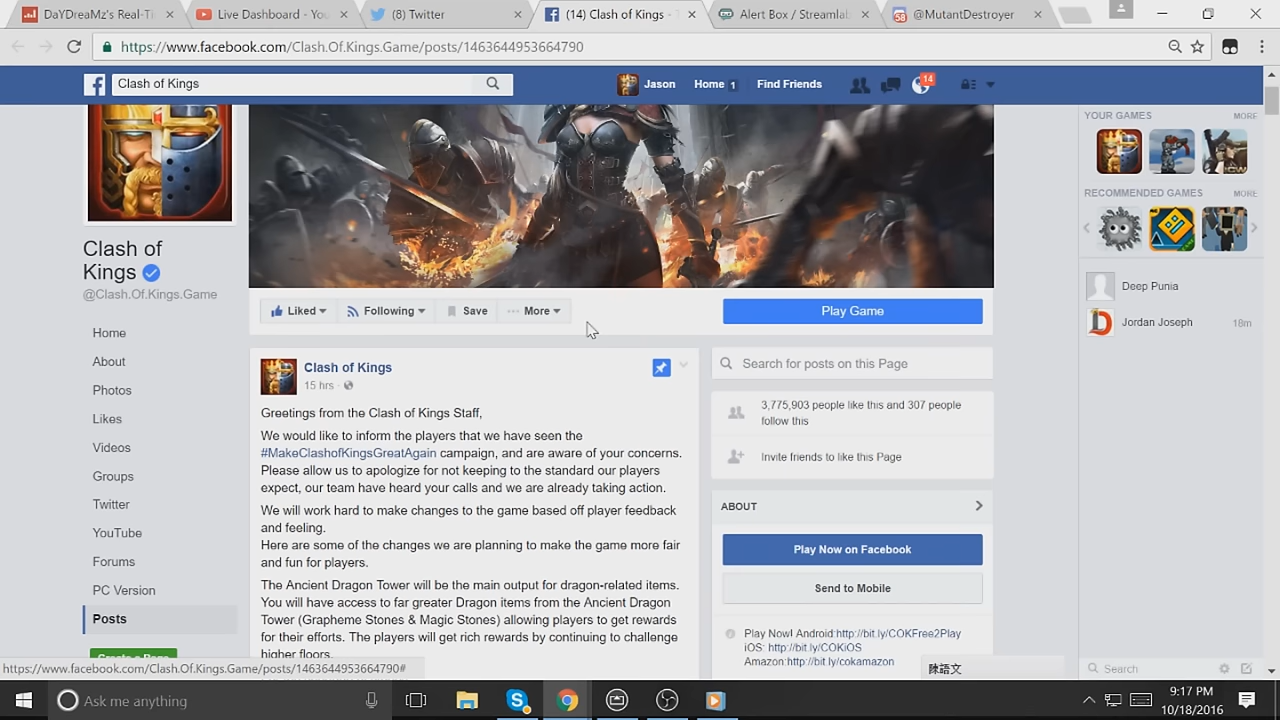 DaYDreaMz's Real-Ti
Live Dashboard - You
(8) Twitter
(14) Clash of Kings - T
Alert Box / Streamlab
58
@MutantDestroyer
https://www.facebook.com/Clash.Of.Kings.Game/posts/1463644953664790
Clash of Kings
Jason
Home 1
Find Friends
14
YOUR GAMES
MORE
RECOMMENDED GAMES
MORE
Deep Punia
Jordan Joseph 18m
Clash of
Kings
@Clash.Of.Kings.Game
Home
About
Photos
Likes
Videos
Groups
Twitter
YouTube
Forums
PC Version
Posts
Create a Page
Liked
Following
Save
More
Play Game
Clash of Kings
15 hrs
Greetings from the Clash of Kings Staff,
We would like to inform the players that we have seen the
#MakeClashofKingsGreatAgain campaign, and are aware of your concerns.
Please allow us to apologize for not keeping to the standard our players
expect, our team have heard your calls and we are already taking action.
We will work hard to make changes to the game based off player feedback
and feeling.
Here are some of the changes we are planning to make the game more fair
and fun for players.
The Ancient Dragon Tower will be the main output for dragon-related items.
You will have access to far greater Dragon items from the Ancient Dragon
Tower (Grapheme Stones & Magic Stones) allowing players to get rewards
for their efforts. The players will get rich rewards by continuing to challenge
higher floors.
Search for posts on this Page
3,775,903 people like this and 307 people
follow this
Invite friends to like this Page
ABOUT
Play Now on Facebook
Send to Mobile
Play Now! Android:http://bit.ly/COKFree2Play
iOS: http://bit.ly/COKiOS
Amazon:http://bit.ly/cokamazon
陳語文
Search
https://www.facebook.com/Clash.Of.Kings.Game/posts/1463644953664790#
Ask me anything
9:17 PM
10/18/2016